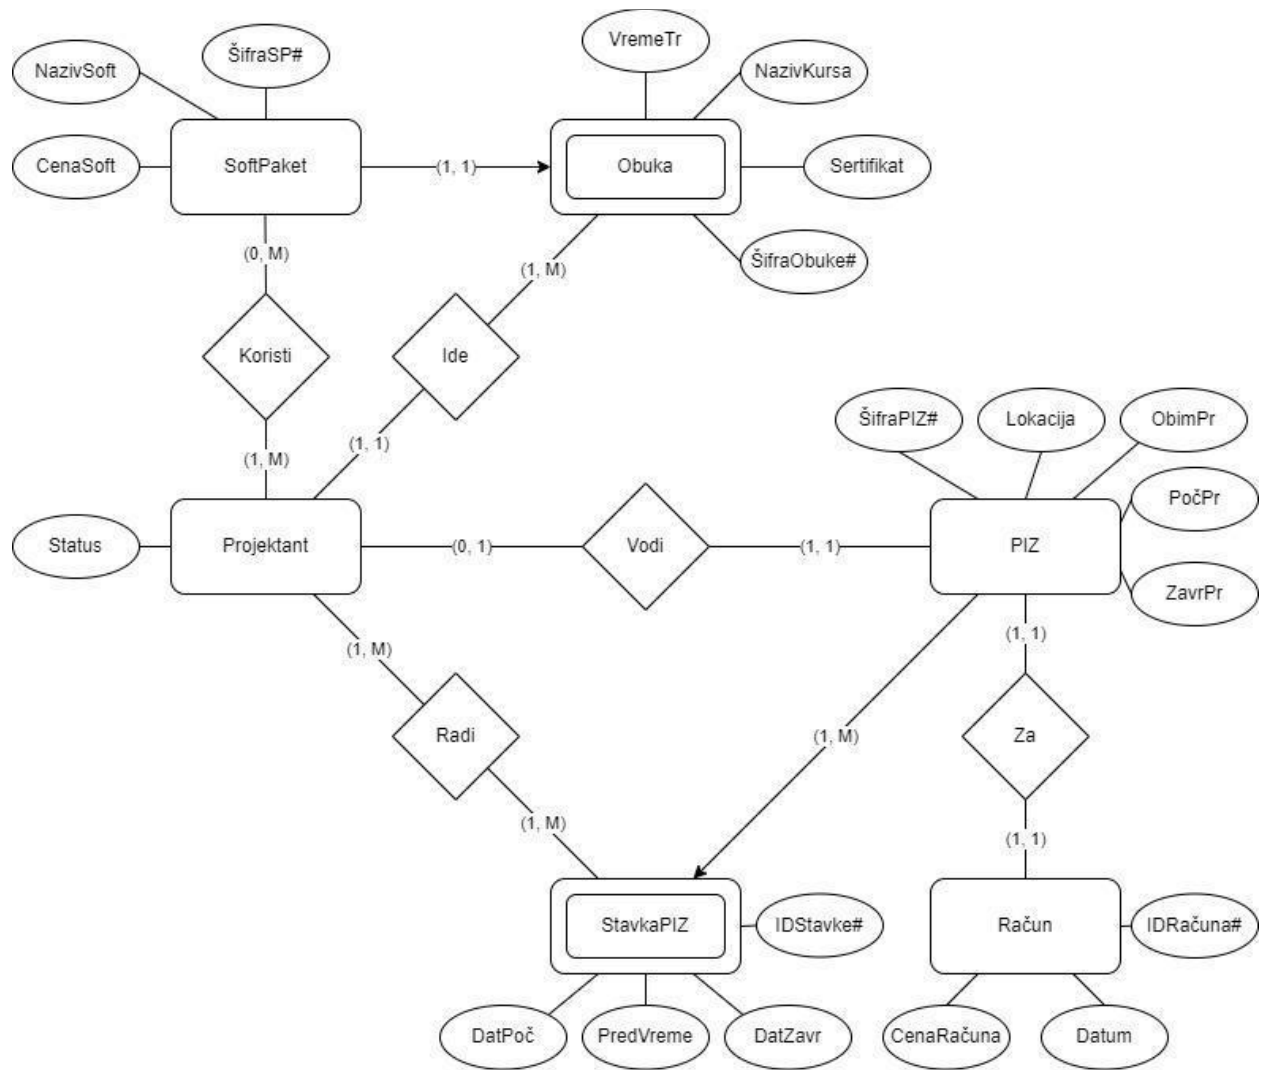 VremeTr
ŠifraSP#
NazivSoft
NazivKursa
CenaSoft
SoftPaket
(1, 1)
Obuka
Sertifikat
(0, M)
ŠifraObuke#
(1, M)
Koristi
Ide
ŠifraPIZ#
Lokacija
ObimPr
(1, 1)
(1, M)
PočPr
Status
Projektant
(0, 1)
Vodi
(1, 1)
PIZ
ZavrPr
(1, 1)
(1, M)
Radi
(1, M)
Za
(1, M)
(1, 1)
StavkaPIZ
IDStavke#
Račun
IDRačuna#
DatPoč
PredVreme
DatZavr
CenaRačuna
Datum